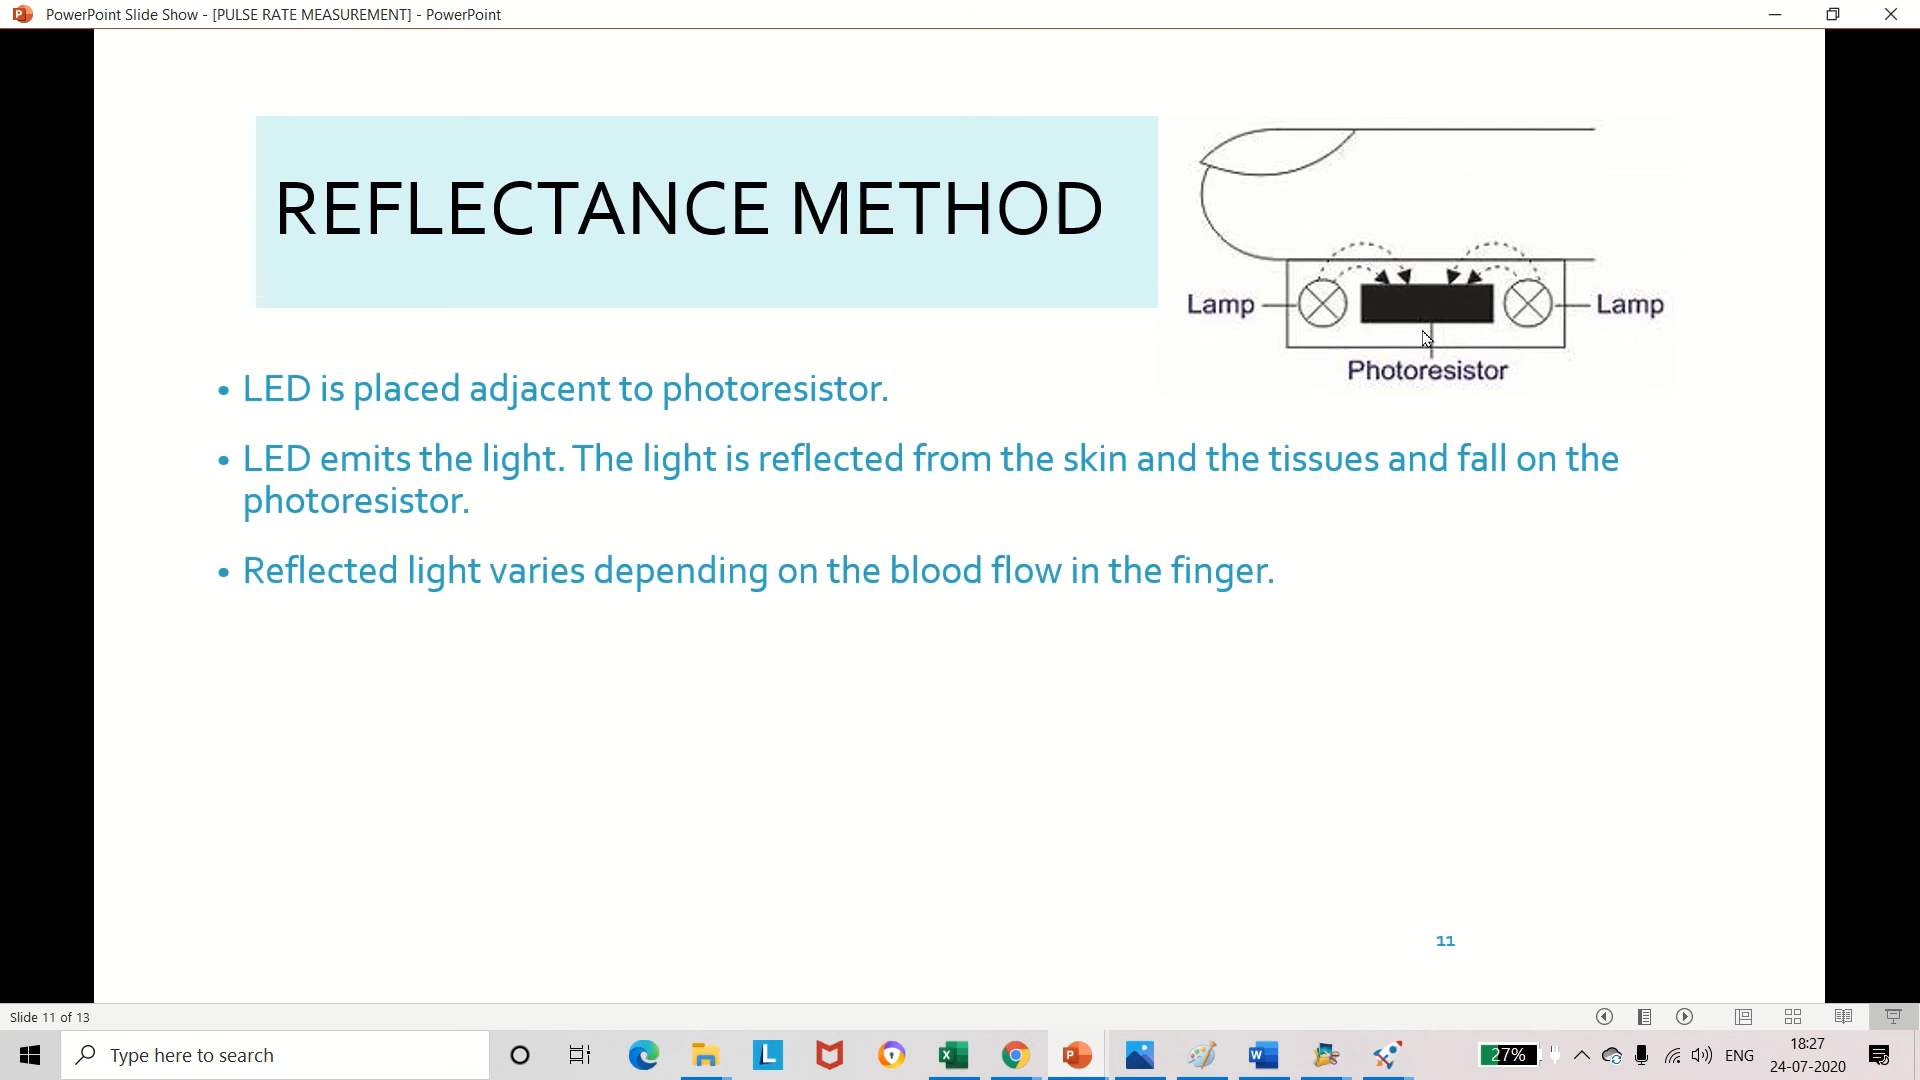 PowerPoint Slide Show - [PULSE RATE MEASUREMENT] - PowerPoint
REFLECTANCE METHOD
Lamp
Lamp
Photoresistor
• LED is placed adjacent to photoresistor.
• LED emits the light. The light is reflected from the skin and the tissues and fall on the
photoresistor.
• Reflected light varies depending on the blood flow in the finger.
11
Slide 11 of 13
Type here to search
27%
ENG
18:27
24-07-2020